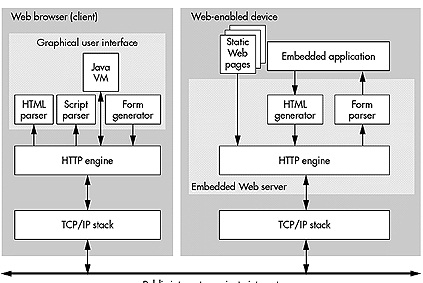 Web browser (client)
Graphical user interface
Java
VM
HTML
parser
Script
parser
Form
generator
HTTP engine
TCP/IP stack
Web-enabled device
Static
Web
pages
Embedded application
HTML
generator
Form
parser
HTTP engine
Embedded Web server
TCP/IP stack